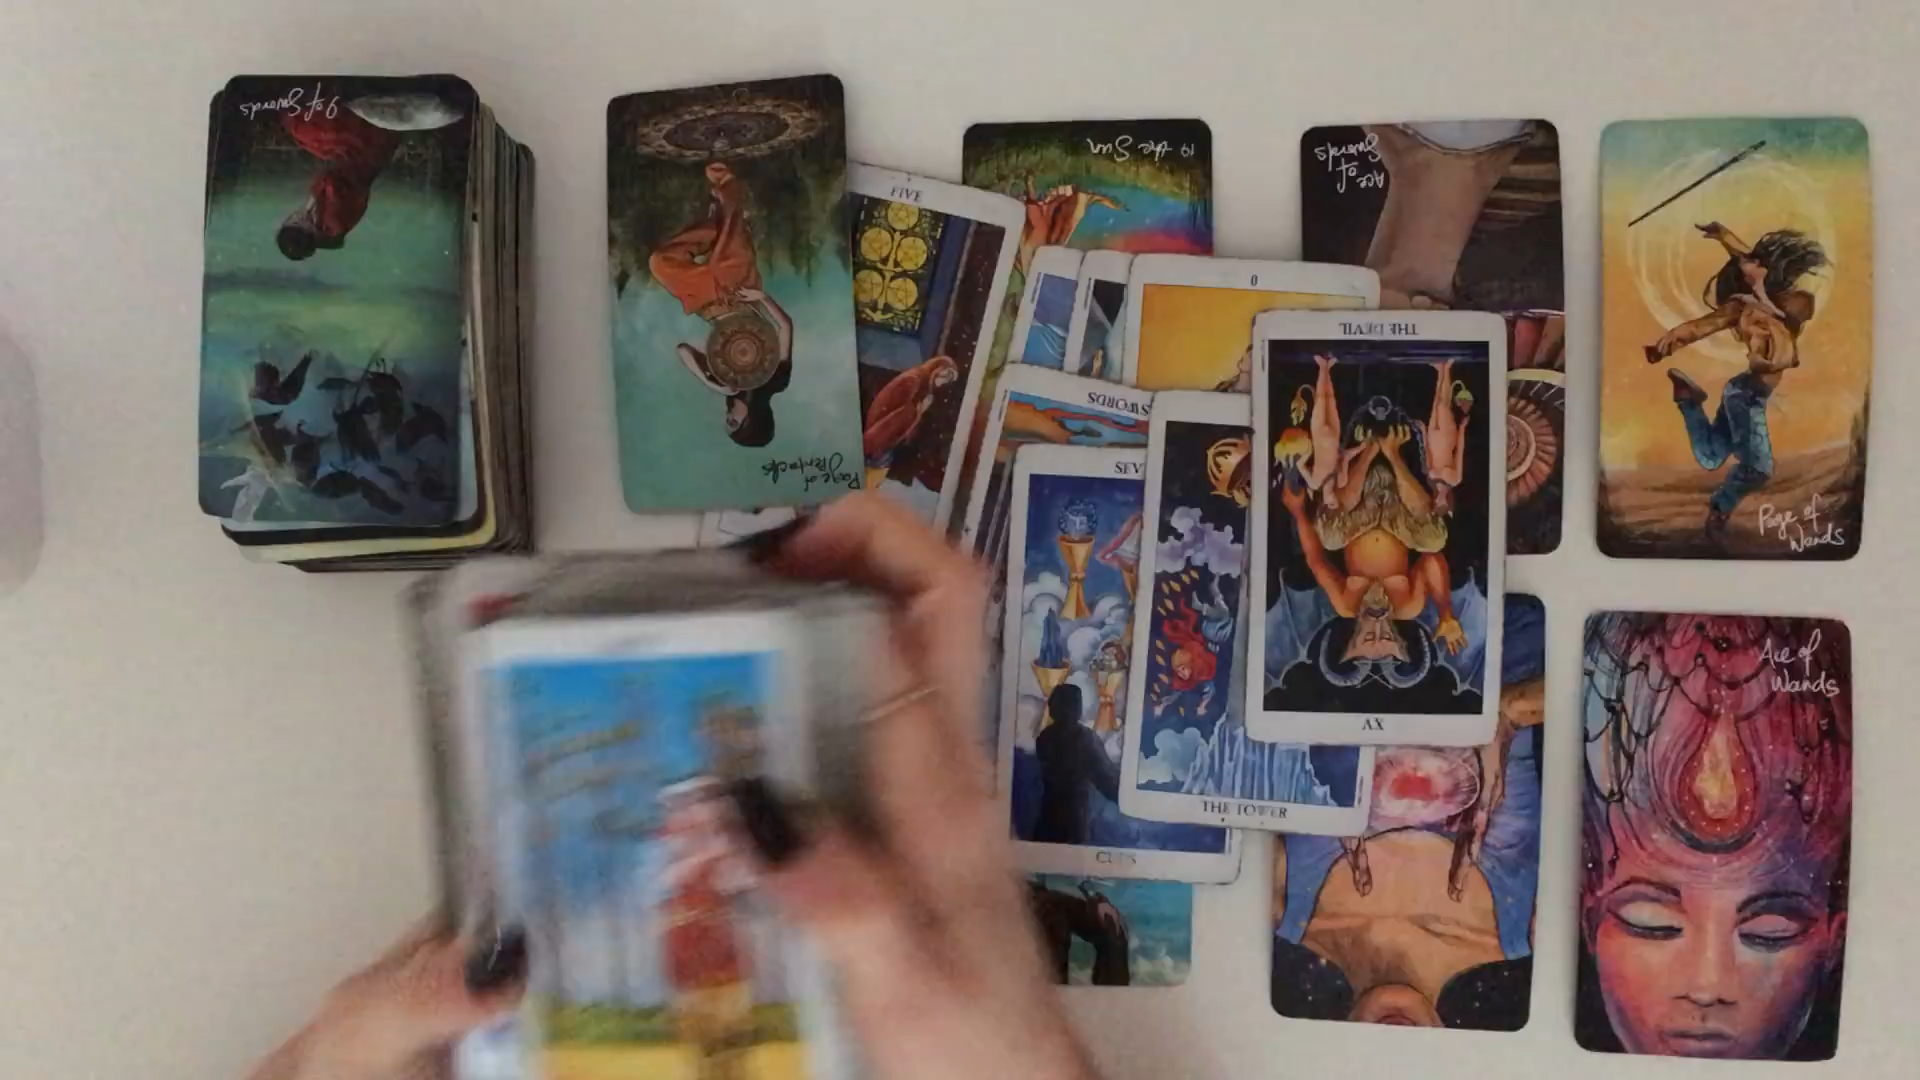 9 of Swords
Page of
Pentacles
FIVE
19 the Sun
Ace of
Swords
Page of
Wands
0
SWORDS
SEV
CUPS
THE TOWER
THE DEVIL
XV
Ace of
Wands